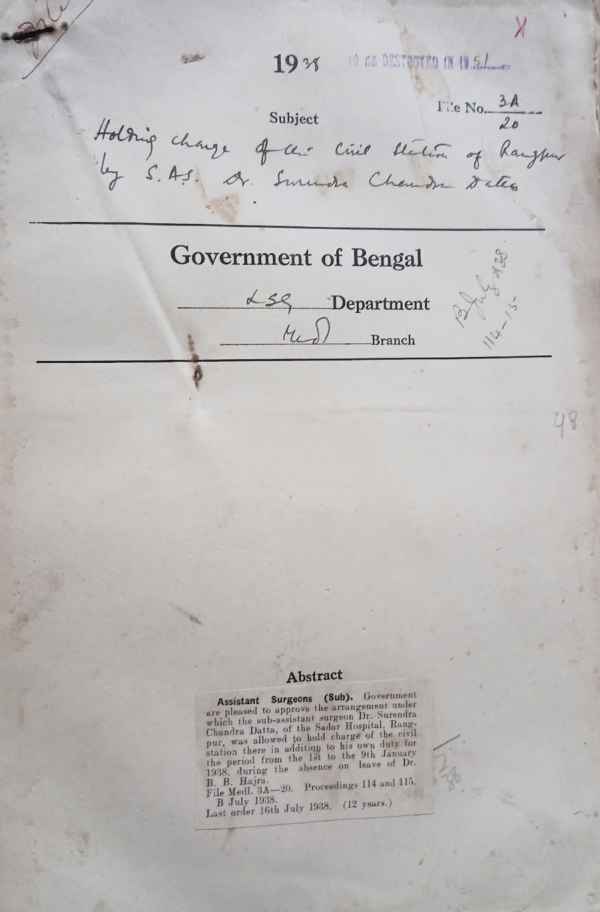 File
1938 TO BE DESTROYED IN 1951
X
File No. 3A
20
Subject
Holding charge of the Civil Station of Rangpur
by S.A.S. Dr. Surendra Chandra Datta
Government of Bengal
LSG Department
Medl Branch
B July 1938
114-15
48
Abstract
Assistant Surgeons (Sub). Government
are pleased to approve the arrangement under
which the sub-assistant surgeon Dr. Surendra
Chandra Datta, of the Sadar Hospital, Rang-
pur, was allowed to hold charge of the civil
station there in addition to his own duty for
the period from the 1st to the 9th January
1938, during the absence on leave of Dr.
B. B. Hajra.
File Medl. 3A—20. Proceedings 114 and 115,
B July 1938.
Last order 16th July 1938. (12 years.)